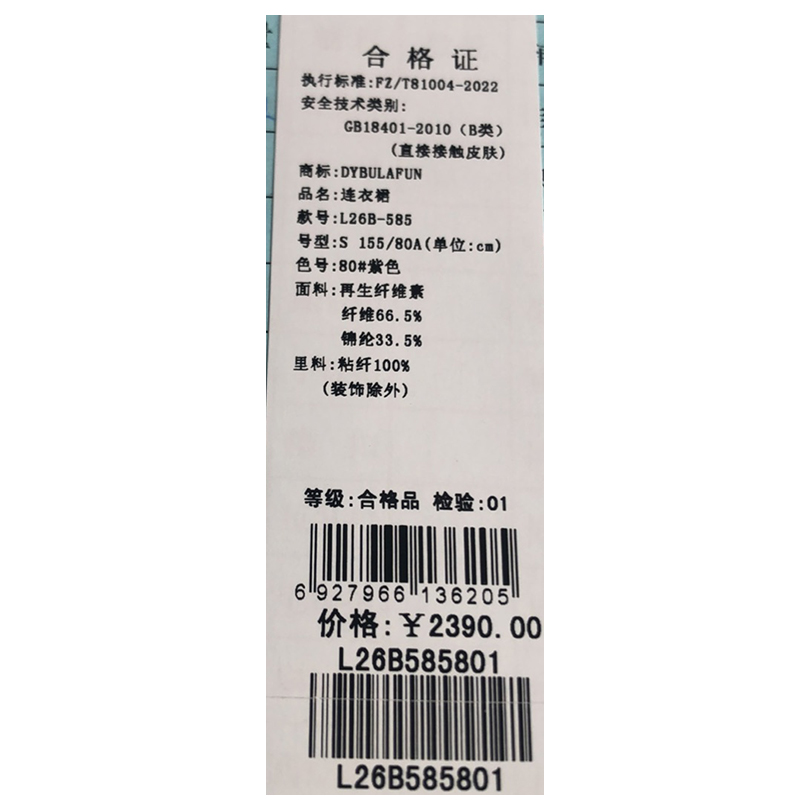 合格证
执行标准:FZ/T81004-2022
安全技术类别:
GB18401-2010（B类）
(直接接触皮肤)
商标:DYBULAFUN
品名:连衣裙
款号:L26B-585
号型:S 155/80A(单位:cm)
色号:80#紫色
面料:再生纤维素
纤维66.5%
锦纶33.5%
里料:粘纤100%
(装饰除外)
等级:合格品 检验:01
6 927966 136205
价格:￥2390.00
L26B585801
L26B585801